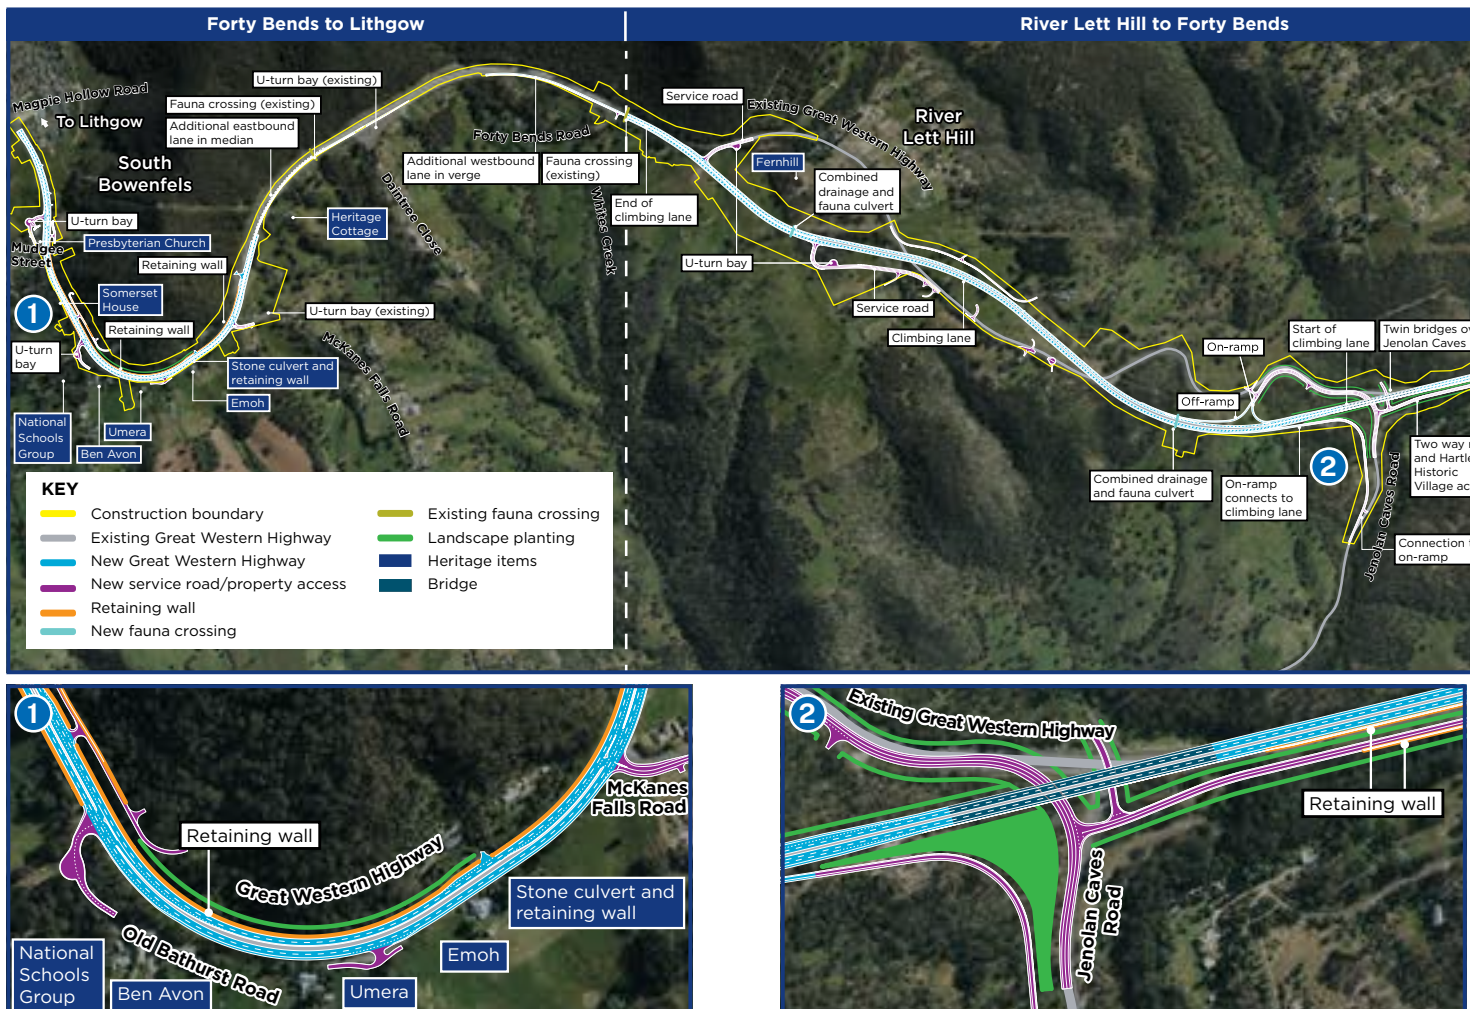 Forty Bends to Lithgow
River Lett Hill to Forty Bends
Magpie Hollow Road
To Lithgow
South
Bowenfels
U-turn bay (existing)
Fauna crossing (existing)
Additional eastbound
lane in median
Forty Bends Road
Additional westbound
lane in verge
Fauna crossing
(existing)
Daintree Close
Heritage
Cottage
Whites Creek
U-turn bay
Presbyterian Church
Mudgee
Street
Retaining wall
Somerset
House
1
Retaining wall
U-turn
bay
U-turn bay (existing)
McKanes Falls Road
Stone culvert and
retaining wall
Emoh
Umera
National
Schools
Group
Ben Avon
Service road
Existing Great Western Highway
River
Lett Hill
Fernhill
Combined
drainage and
fauna culvert
End of
climbing lane
U-turn bay
Service road
Climbing lane
On-ramp
Off-ramp
Start of
climbing lane
Twin bridges ov
Jenolan Caves
2
Combined drainage
and fauna culvert
On-ramp
connects to
climbing lane
Two way r
and Hartle
Historic
Village ac
Jenolan Caves Road
Connection t
on-ramp
KEY
Construction boundary
Existing Great Western Highway
New Great Western Highway
New service road/property access
Retaining wall
New fauna crossing
Existing fauna crossing
Landscape planting
Heritage items
Bridge
1
Retaining wall
Great Western Highway
McKanes
Falls Road
Stone culvert and
retaining wall
Old Bathurst Road
Emoh
Umera
National
Schools
Group
Ben Avon
2
Existing Great Western Highway
Retaining wall
Jenolan Caves
Road